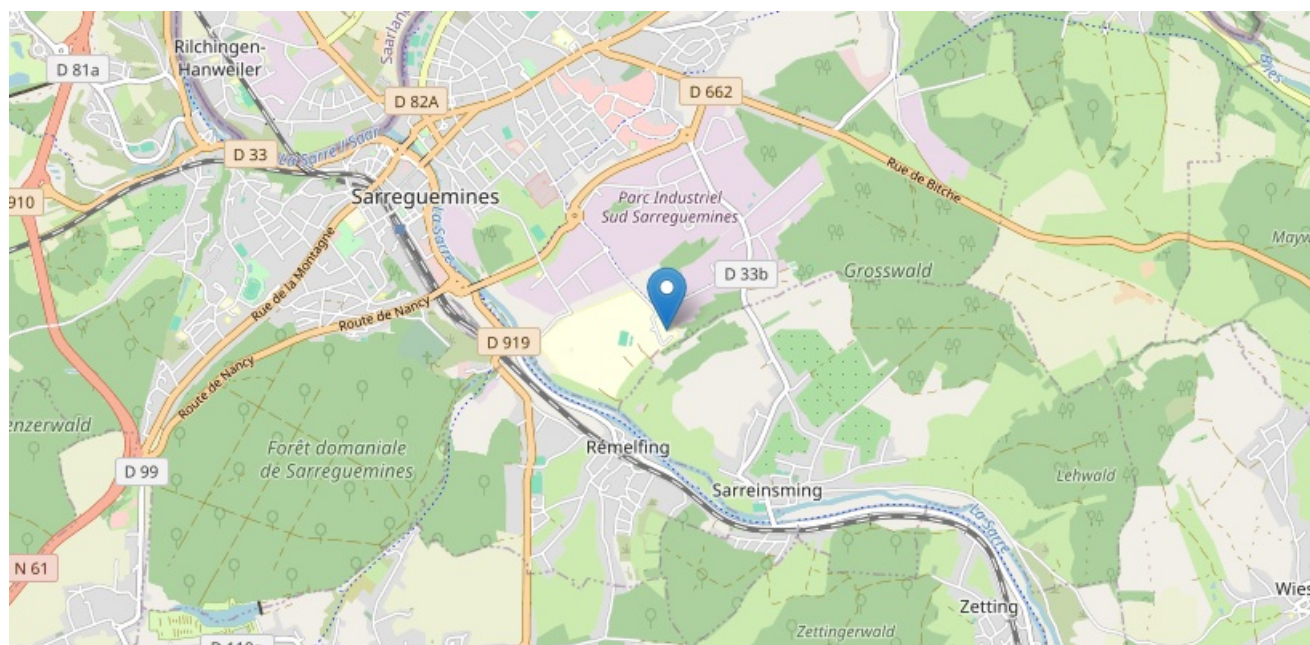 Rilchingen-
Hanweiler
Saarland
D 81a
D 82A
D 662
Blies
La Sarre / Saar
D 33
910
Sarreguemines
Parc Industriel
Sud Sarreguemines
Rue de Bitche
La Sarre
Rue de la Montagne
Grosswald
D 33b
Route de Nancy
D 919
Route de Nancy
Forêt domaniale
de Sarreguemines
enzerwald
D 99
Rémelfing
Sarreinsming
Lehwald
La Sarre
N 61
Wies
Zetting
Zettingerwald